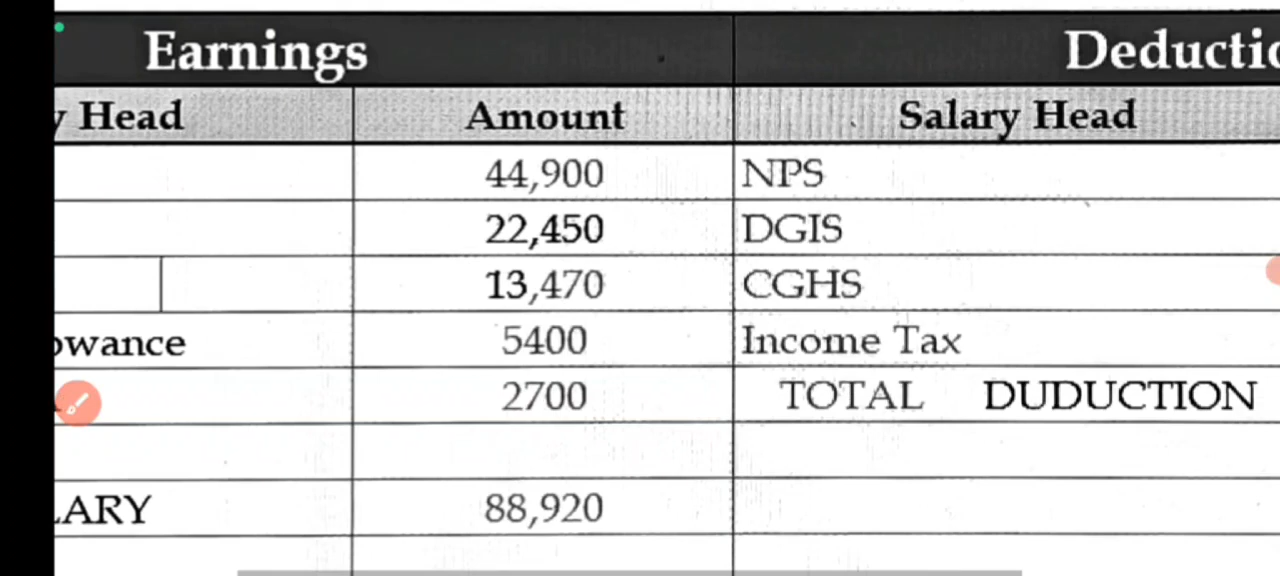 Earnings Deductio
y Head Amount Salary Head
44,900 NPS
22,450 DGIS
13,470 CGHS
owance 5400 Income Tax
2700 TOTAL DUDUCTION
LARY 88,920